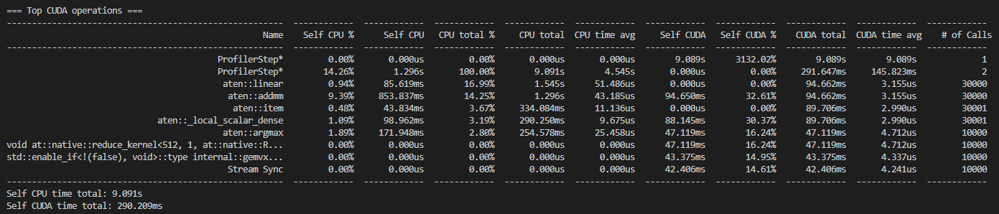 === Top CUDA operations ===
-------------------------------------------------------  ------------  ------------  ------------  ------------  ------------  ------------  ------------  ------------  ------------  ------------
Name    Self CPU %      Self CPU   CPU total %     CPU total  CPU time avg     Self CUDA   Self CUDA %    CUDA total  CUDA time avg    # of Calls
-------------------------------------------------------  ------------  ------------  ------------  ------------  ------------  ------------  ------------  ------------  ------------  ------------
ProfilerStep*         0.00%       0.000us         0.00%       0.000us       0.000us        9.089s      3132.02%        9.089s        9.089s             1
ProfilerStep*        14.26%        1.296s       100.00%        9.091s        4.545s       0.000us         0.00%     291.647ms     145.823ms             2
aten::linear         0.94%      85.619ms        16.99%        1.545s      51.486us       0.000us         0.00%      94.662ms       3.155us         30000
aten::addmm         9.39%     853.837ms        14.25%        1.296s      43.185us      94.650ms        32.61%      94.662ms       3.155us         30000
aten::item         0.48%      43.834ms         3.67%     334.084ms      11.136us       0.000us         0.00%      89.706ms       2.990us         30001
aten::_local_scalar_dense         1.09%      98.962ms         3.19%     290.250ms       9.675us      88.145ms        30.37%      89.706ms       2.990us         30001
aten::argmax         1.89%     171.948ms         2.80%     254.578ms      25.458us      47.119ms        16.24%      47.119ms       4.712us         10000
void at::native::reduce_kernel<512, 1, at::native::R...         0.00%       0.000us         0.00%       0.000us       0.000us      47.119ms        16.24%      47.119ms       4.712us         10000
std::enable_if<!(false), void>::type internal::gemvx...         0.00%       0.000us         0.00%       0.000us       0.000us      43.375ms        14.95%      43.375ms       4.337us         10000
Stream Sync         0.00%       0.000us         0.00%       0.000us       0.000us      42.406ms        14.61%      42.406ms       4.241us         10000
-------------------------------------------------------  ------------  ------------  ------------  ------------  ------------  ------------  ------------  ------------  ------------  ------------
Self CPU time total: 9.091s
Self CUDA time total: 290.209ms